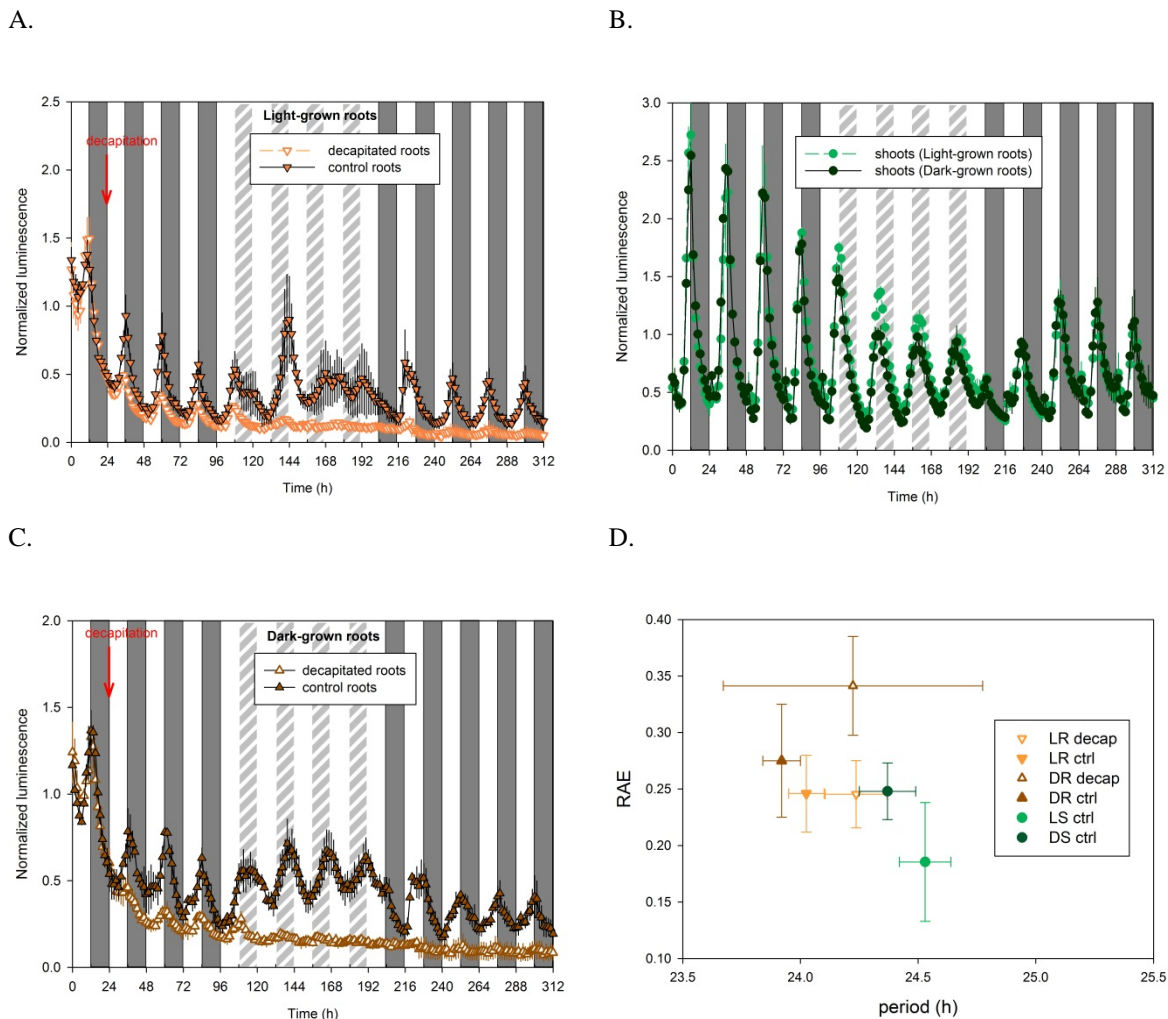 A.
B.
2.5
2.0
1.5
1.0
0.5
0.0
Normalized luminescence
decapitation
Light-grown roots
decapitated roots
control roots
0 24 48 72 96 120 144 168 192 216 240 264 288 312
Time (h)
3.0
2.5
2.0
1.5
1.0
0.5
0.0
Normalized luminescence
shoots (Light-grown roots)
shoots (Dark-grown roots)
0 24 48 72 96 120 144 168 192 216 240 264 288 312
Time (h)
C.
D.
2.0
1.5
1.0
0.5
0.0
Normalized luminescence
decapitation
Dark-grown roots
decapitated roots
control roots
0 24 48 72 96 120 144 168 192 216 240 264 288 312
Time (h)
0.40
0.35
0.30
0.25
0.20
0.15
0.10
RAE
LR decap
LR ctrl
DR decap
DR ctrl
LS ctrl
DS ctrl
23.5 24.0 24.5 25.0 25.5
period (h)